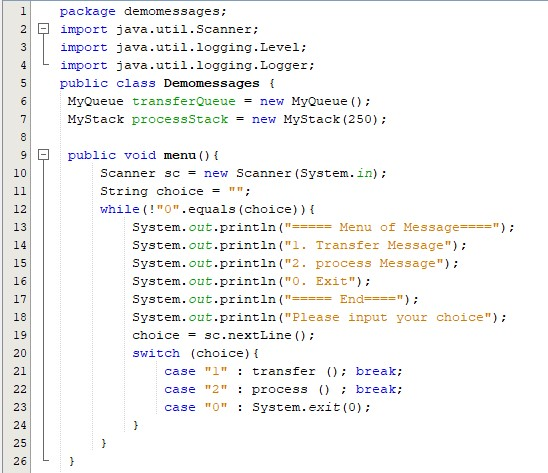 1 package demomessages;
2 import java.util.Scanner;
3 import java.util.logging.Level;
4 import java.util.logging.Logger;
5 public class Demomessages {
6 MyQueue transferQueue = new MyQueue();
7 MyStack processStack = new MyStack(250);
8
9 public void menu(){
10 Scanner sc = new Scanner(System.in);
11 String choice = "";
12 while(!"0".equals(choice)){
13 System.out.println("===== Menu of Message====");
14 System.out.println("1. Transfer Message");
15 System.out.println("2. process Message");
16 System.out.println("0. Exit");
17 System.out.println("===== End====");
18 System.out.println("Please input your choice");
19 choice = sc.nextLine();
20 switch (choice){
21 case "1" : transfer (); break;
22 case "2" : process () ; break;
23 case "0" : System.exit(0);
24 }
25 }
26 }